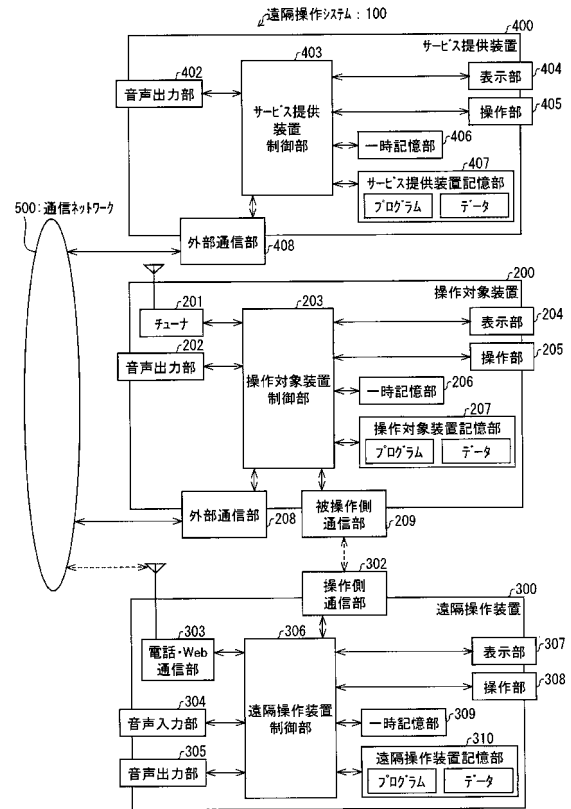 遠隔操作システム：100
400
サービス提供装置
402
音声出力部
403
サービス提供
装置
制御部
表示部
404
操作部
405
406
一時記憶部
407
サービス提供装置記憶部
プログラム
データ
500：通信ネットワーク
外部通信部
408
200
操作対象装置
201
チューナ
202
音声出力部
203
操作対象装置
制御部
表示部
204
操作部
205
206
一時記憶部
207
操作対象装置記憶部
プログラム
データ
外部通信部
208
被操作側
通信部
209
302
操作側
通信部
300
遠隔操作装置
303
電話・Web
通信部
304
音声入力部
305
音声出力部
306
遠隔操作装置
制御部
表示部
307
操作部
308
309
一時記憶部
310
遠隔操作装置記憶部
プログラム
データ